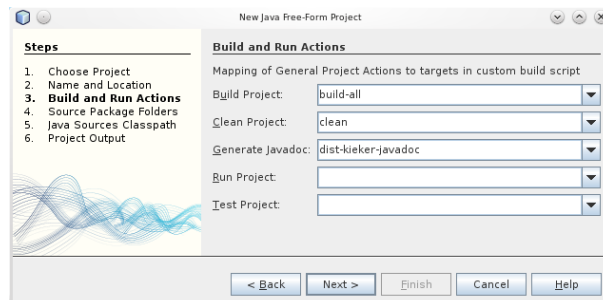 New Java Free-Form Project
Steps
1. Choose Project
2. Name and Location
3. Build and Run Actions
4. Source Package Folders
5. Java Sources Classpath
6. Project Output
Build and Run Actions
Mapping of General Project Actions to targets in custom build script
Build Project: build-all
Clean Project: clean
Generate Javadoc: dist-kieker-javadoc
Run Project:
Test Project:
< Back Next > Finish Cancel Help